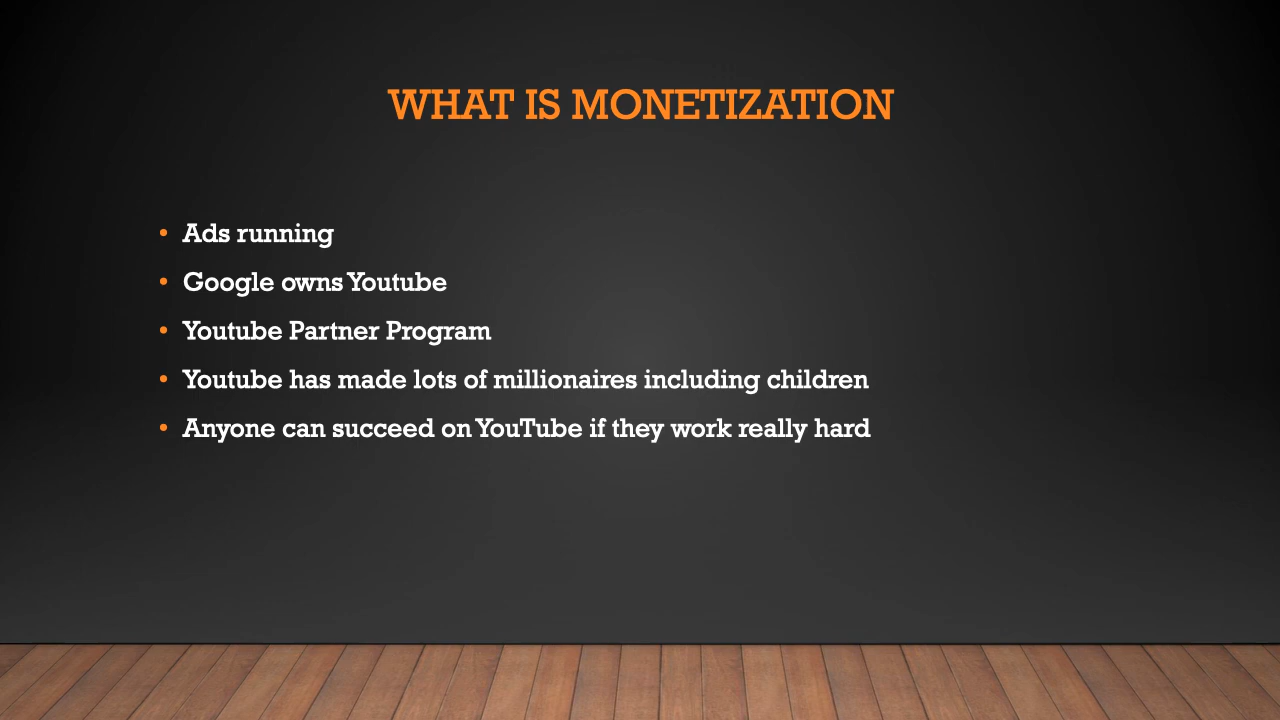 WHAT IS MONETIZATION
• Ads running
• Google owns Youtube
• Youtube Partner Program
• Youtube has made lots of millionaires including children
• Anyone can succeed on YouTube if they work really hard